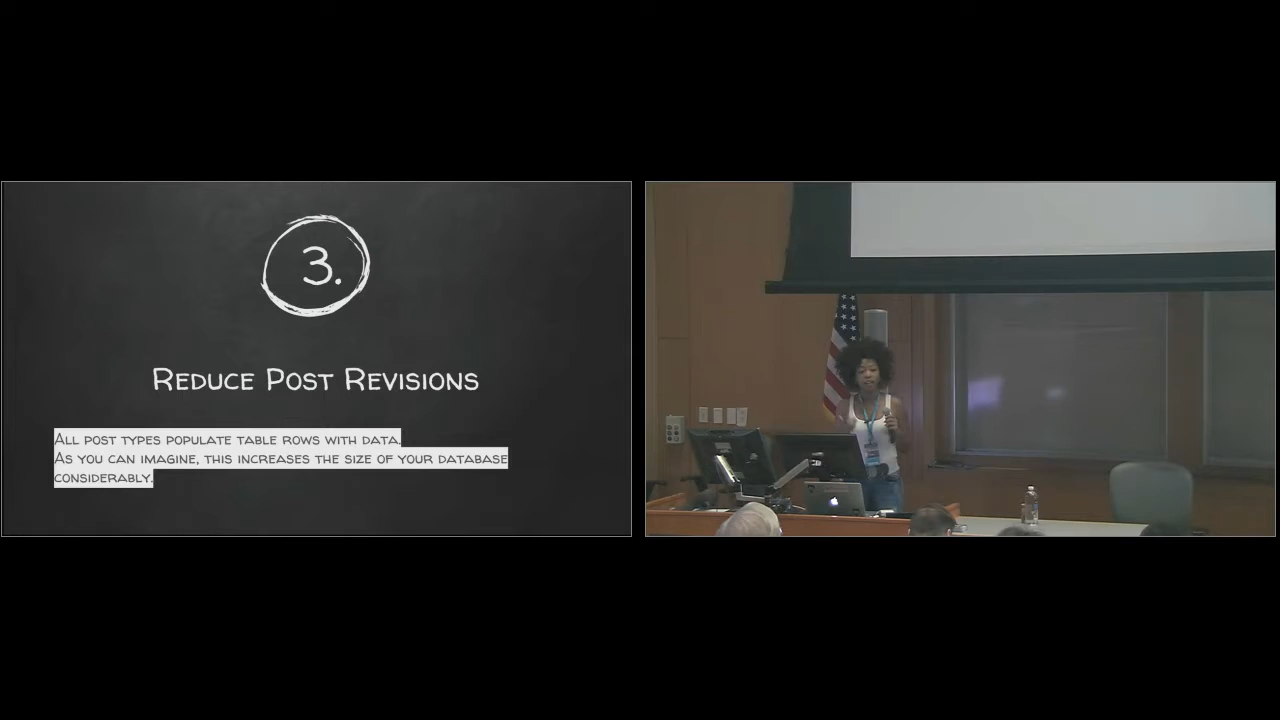 3.
Reduce Post Revisions
All post types populate table rows with data.
As you can imagine, this increases the size of your database
considerably.